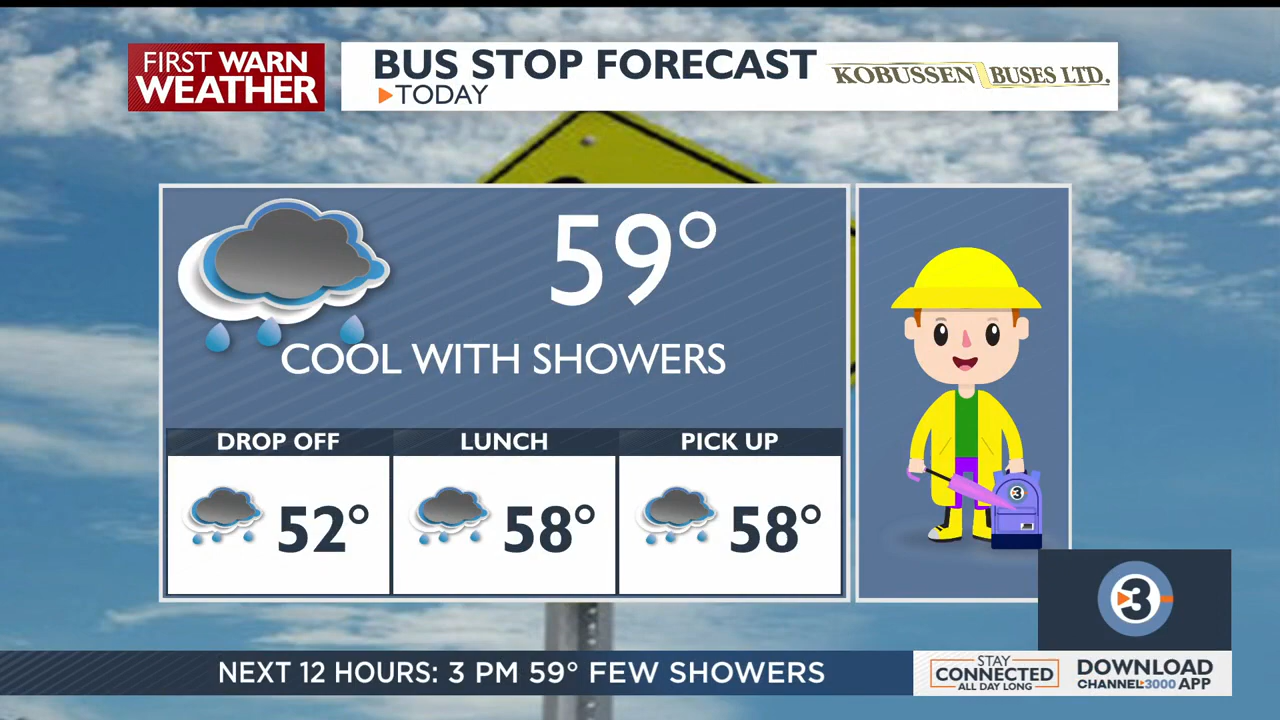 FIRST WARN
WEATHER
BUS STOP FORECAST
TODAY
KOBUSSEN BUSES LTD.
59°
COOL WITH SHOWERS
DROP OFF
LUNCH
PICK UP
52°
58°
58°
3
3
NEXT 12 HOURS: 3 PM 59° FEW SHOWERS
STAY
CONNECTED
ALL DAY LONG
DOWNLOAD
CHANNEL3000 APP